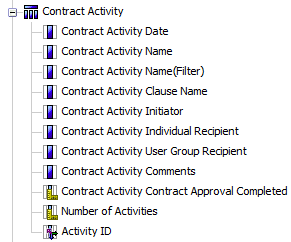 Contract Activity
Contract Activity Date
Contract Activity Name
Contract Activity Name(Filter)
Contract Activity Clause Name
Contract Activity Initiator
Contract Activity Individual Recipient
Contract Activity User Group Recipient
Contract Activity Comments
Contract Activity Contract Approval Completed
Number of Activities
Activity ID